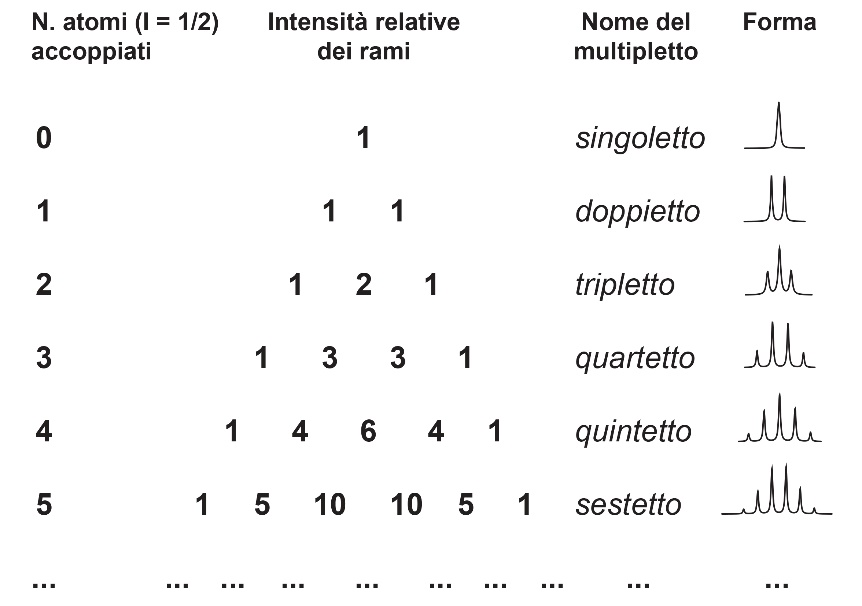 N. atomi (I = 1/2) accoppiati
Intensità relative dei rami
Nome del multipletto
Forma
0 1 singoletto
1 1 1 doppietto
2 1 2 1 tripletto
3 1 3 3 1 quartetto
4 1 4 6 4 1 quintetto
5 1 5 10 10 5 1 sestetto
... ... ... ... ... ... ... ... ... ...